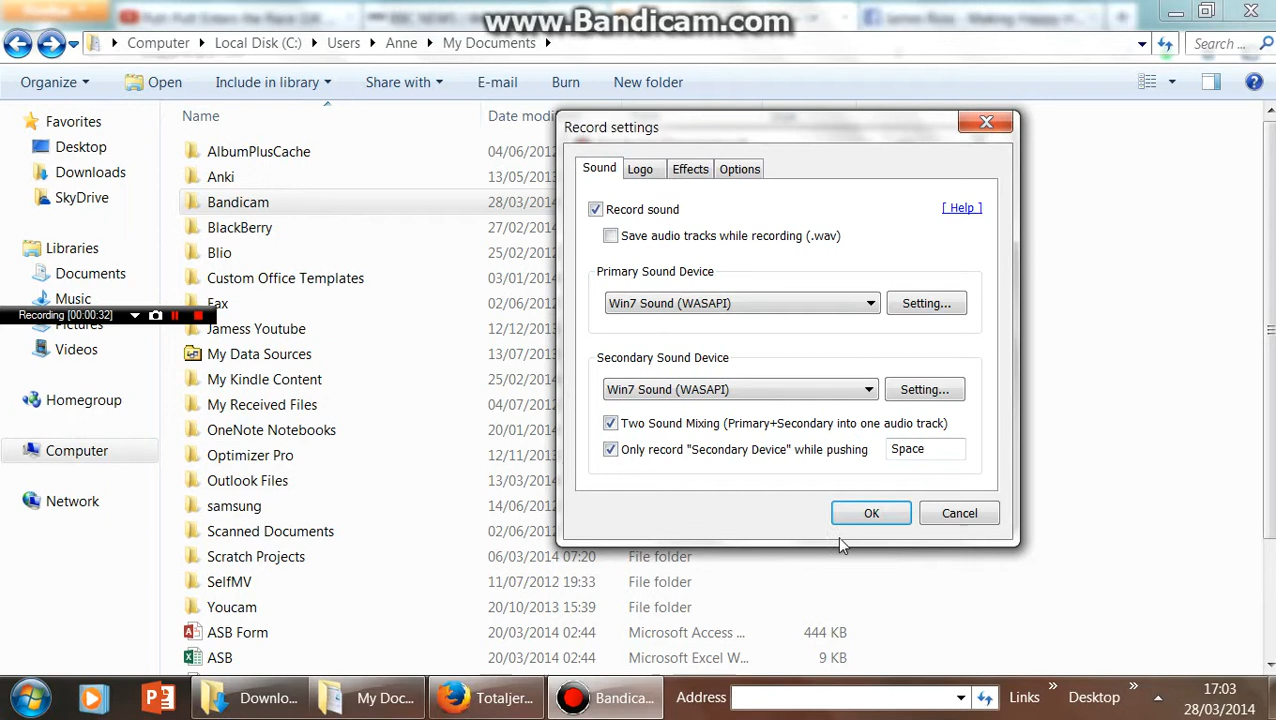 www.Bandicam.com
Computer Local Disk (C:) Users Anne My Documents
Search ...
Organize Open Include in library Share with E-mail Burn New folder
Favorites
Desktop
Downloads
SkyDrive
Libraries
Documents
Music
Pictures
Videos
Homegroup
Computer
Network
Recording [00:00:32]
Name Date modi
AlbumPlusCache 04/06/2012
Anki 13/05/2013
Bandicam 28/03/2014
BlackBerry 27/02/2014
Blio 25/02/2012
Custom Office Templates 03/01/2014
Fax 02/06/2012
Jamess Youtube 12/12/2013
My Data Sources 13/07/2013
My Kindle Content 25/02/2014
My Received Files 04/07/2012
OneNote Notebooks 20/01/2014
Optimizer Pro 12/11/2013
Outlook Files 13/03/2014
samsung 14/06/2012
Scanned Documents 02/06/2012
Scratch Projects 06/03/2014 07:20 File folder
SelfMV 11/07/2012 19:33 File folder
Youcam 20/10/2013 15:39 File folder
ASB Form 20/03/2014 02:44 Microsoft Access ... 444 KB
ASB 20/03/2014 02:44 Microsoft Excel W... 9 KB
Record settings
Sound Logo Effects Options
Record sound [ Help ]
Save audio tracks while recording (.wav)
Primary Sound Device
Win7 Sound (WASAPI) Setting...
Secondary Sound Device
Win7 Sound (WASAPI) Setting...
Two Sound Mixing (Primary+Secondary into one audio track)
Only record "Secondary Device" while pushing Space
OK Cancel
Downlo... My Doc... Totaljer... Bandica... Address Links » Desktop »
17:03
28/03/2014